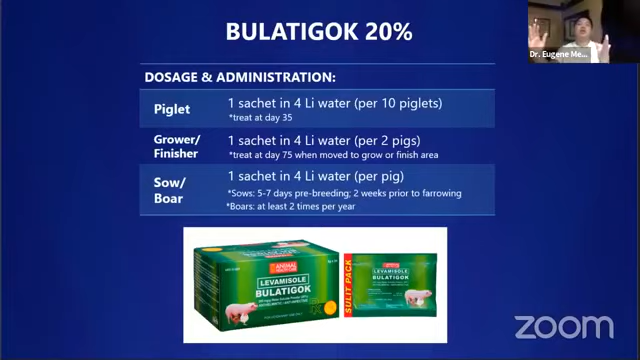 BULATIGOK 20%
Dr. Eugene Me...
DOSAGE & ADMINISTRATION:
Piglet
1 sachet in 4 Li water (per 10 piglets)
*treat at day 35
Grower/
Finisher
1 sachet in 4 Li water (per 2 pigs)
*treat at day 75 when moved to grow or finish area
Sow/
Boar
1 sachet in 4 Li water (per pig)
*Sows: 5-7 days pre-breeding; 2 weeks prior to farrowing
*Boars: at least 2 times per year
ANIMAL
HEALTH CARE
LEVAMISOLE
BULATIGOK
SULIT PACK
LEVAMISOLE
BULATIGOK
zoom